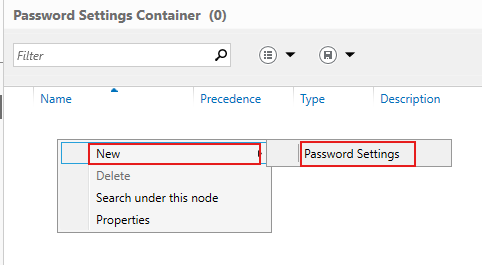 Password Settings Container (0)
Filter
Name Precedence Type Description
New Password Settings
Delete
Search under this node
Properties